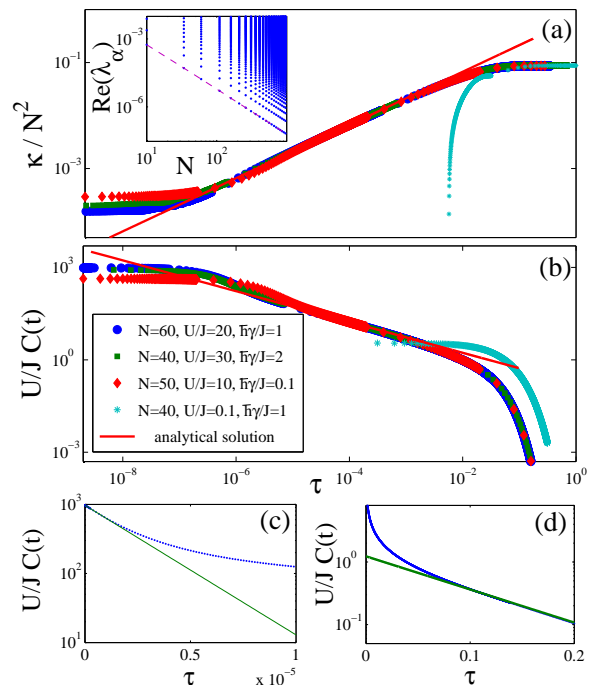 (a)
κ / N²
10⁻¹
10⁻³
Re(λα)
10⁻³
10⁻⁶
10¹
10²
N
(b)
U/J C(t)
10³
10⁰
10⁻³
N=60, U/J=20, ħγ/J=1
N=40, U/J=30, ħγ/J=2
N=50, U/J=10, ħγ/J=0.1
N=40, U/J=0.1, ħγ/J=1
analytical solution
10⁻⁸
10⁻⁶
10⁻⁴
10⁻²
10⁰
τ
(c)
U/J C(t)
10³
10²
10¹
0
0.5
1
τ
x 10⁻⁵
(d)
U/J C(t)
10⁰
10⁻¹
0
0.1
0.2
τ